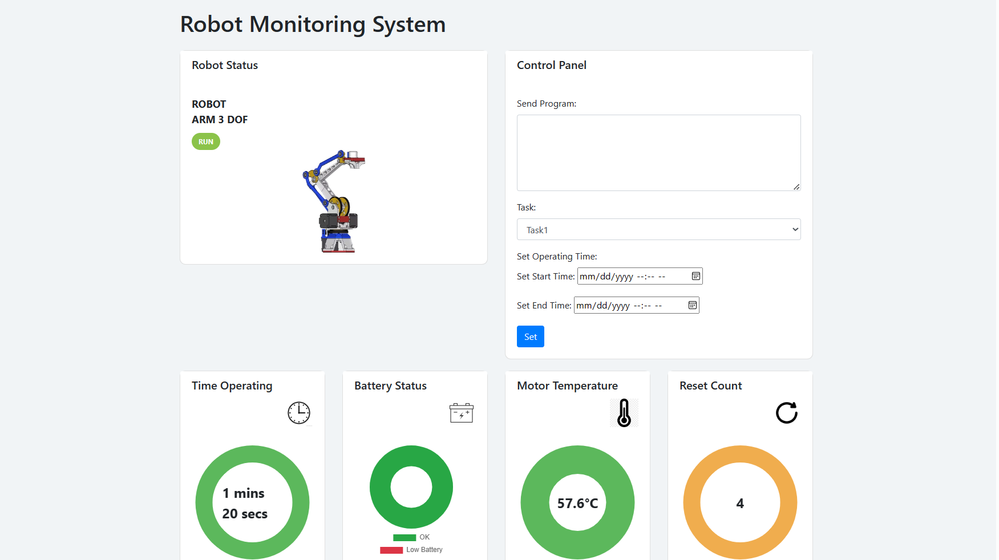 Robot Monitoring System
Robot Status
ROBOT
ARM 3 DOF
RUN
Control Panel
Send Program:
Task:
Task1
Set Operating Time:
Set Start Time: mm/dd/yyyy --:-- --
Set End Time: mm/dd/yyyy --:-- --
Set
Time Operating
1 mins
20 secs
Battery Status
OK
Low Battery
Motor Temperature
57.6°C
Reset Count
4